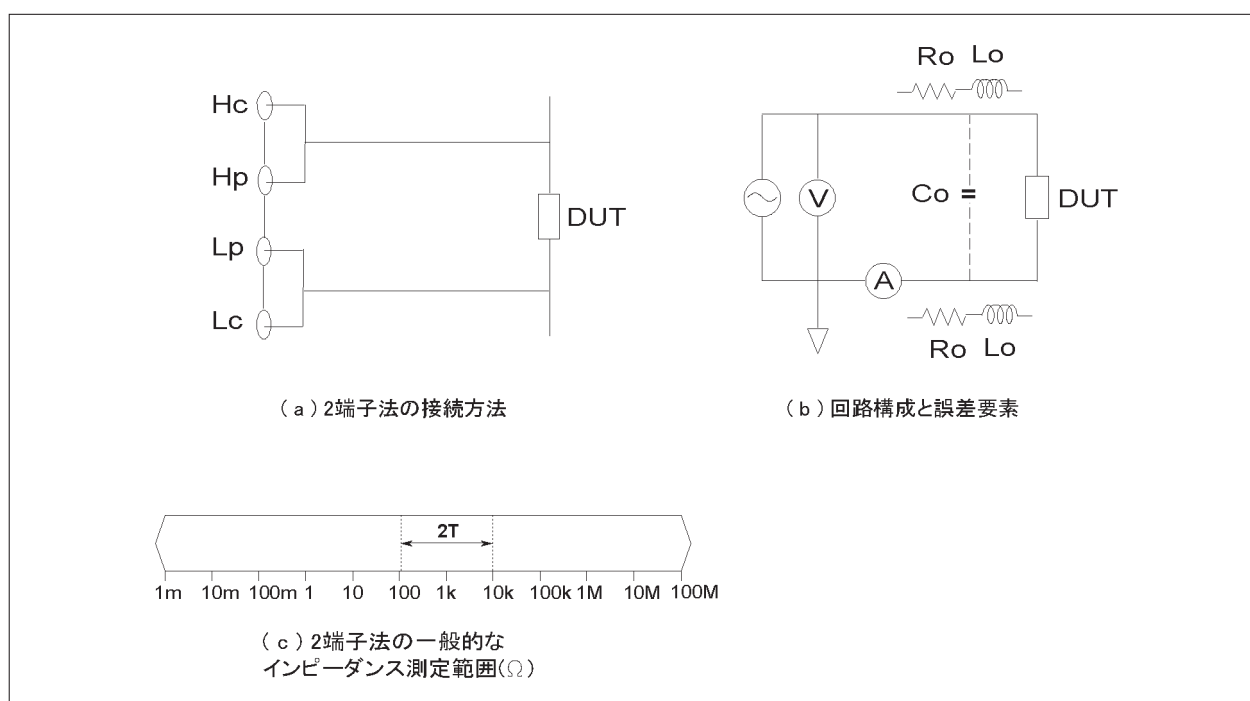 Hc
Hp
Lp
Lc
DUT
(a)2端子法の接続方法
Ro Lo
V
Co
DUT
A
Ro Lo
(b)回路構成と誤差要素
2T
1m 10m 100m 1 10 100 1k 10k 100k 1M 10M 100M
(c)2端子法の一般的な
インピーダンス測定範囲(Ω)